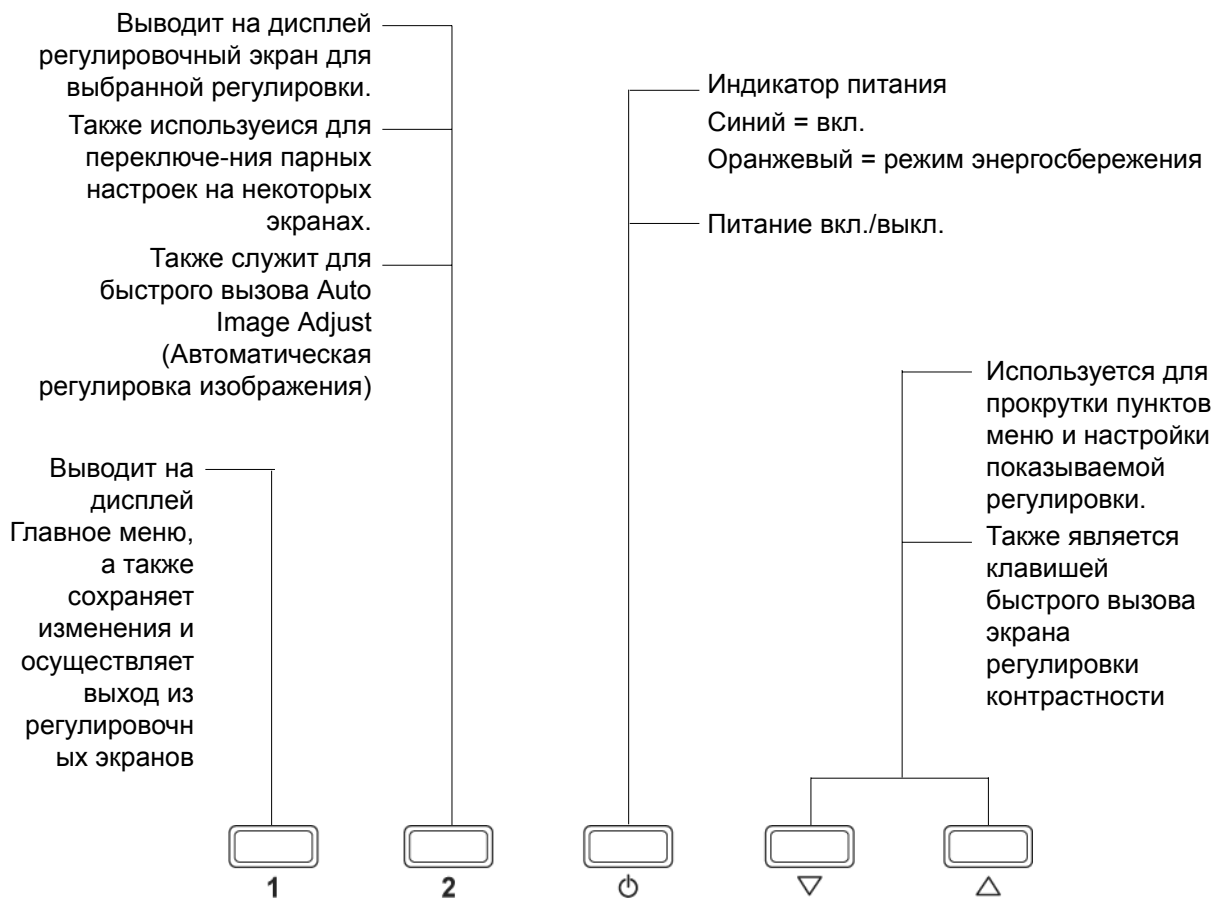 Выводит на дисплей
регулировочный экран для
выбранной регулировки.
Также используеися для
переключе-ния парных
настроек на некоторых
экранах.
Также служит для
быстрого вызова Auto
Image Adjust
(Автоматическая
регулировка изображения)
Индикатор питания
Синий = вкл.
Оранжевый = режим энергосбережения
Питание вкл./выкл.
Используется для
прокрутки пунктов
меню и настройки
показываемой
регулировки.
Также является
клавишей
быстрого вызова
экрана
регулировки
контрастности
Выводит на
дисплей
Главное меню,
а также
сохраняет
изменения и
осуществляет
выход из
регулировочн
ых экранов
1 2